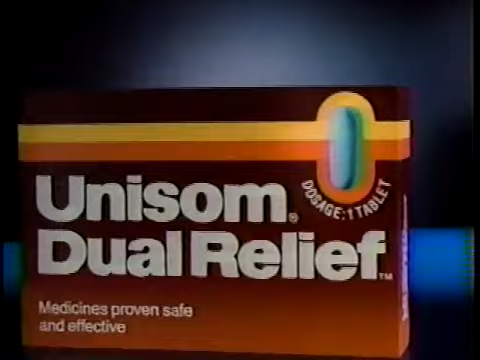 DOSAGE: 1 TABLET
Unisom®
Dual Relief™
Medicines proven safe
and effective